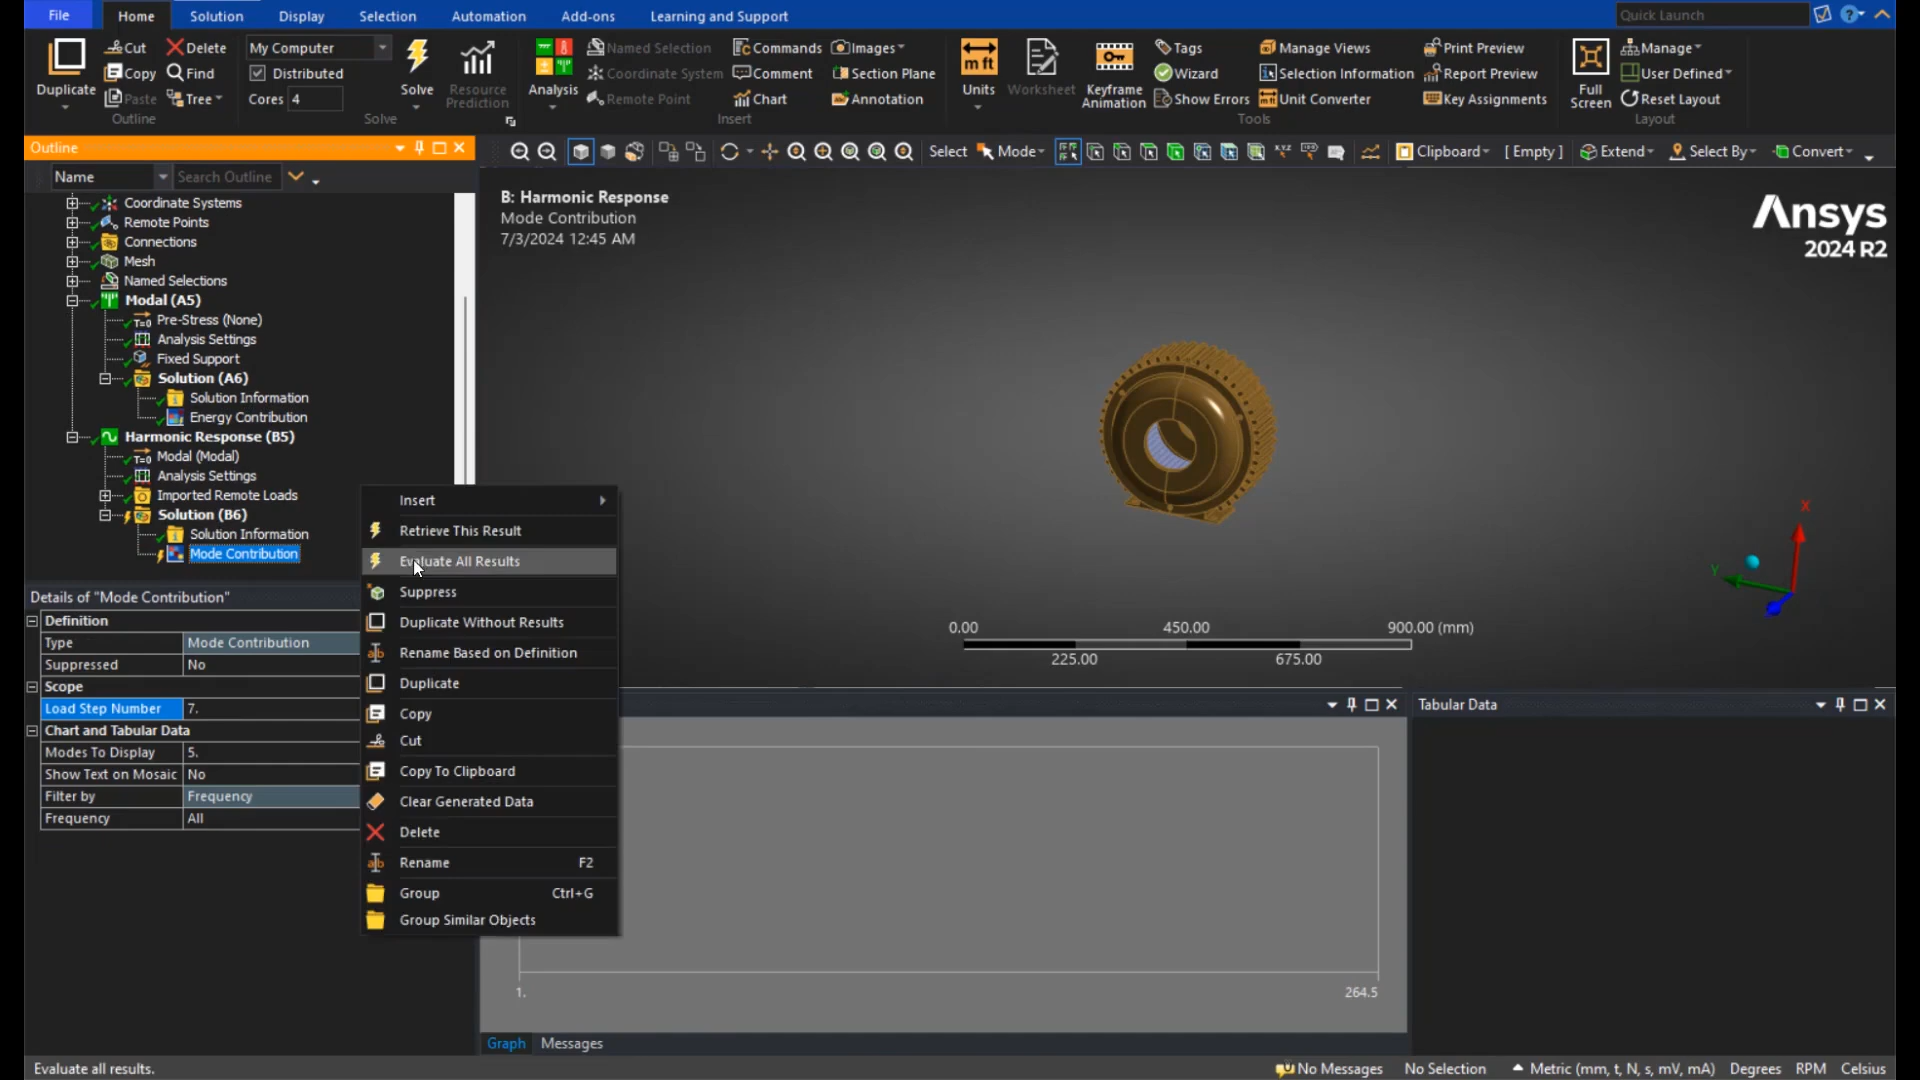 File Home Solution Display Selection Automation Add-ons Learning and Support Quick Launch
Duplicate
Cut Delete
Copy Find
Paste Tree
Outline
My Computer
Distributed
Cores 4
Solve
Resource Prediction
Solve
Analysis
Named Selection Commands Images
Coordinate System Comment Section Plane
Remote Point Chart Annotation
Insert
Units
Worksheet
Keyframe Animation
Tags Manage Views Print Preview
Wizard Selection Information Report Preview
Show Errors Unit Converter Key Assignments
Tools
Full Screen
Manage
User Defined
Reset Layout
Layout
Outline
Select Mode Clipboard [ Empty ] Extend Select By Convert
Name Search Outline
Coordinate Systems
Remote Points
Connections
Mesh
Named Selections
Modal (A5)
Pre-Stress (None)
Analysis Settings
Fixed Support
Solution (A6)
Solution Information
Energy Contribution
Harmonic Response (B5)
Modal (Modal)
Analysis Settings
Imported Remote Loads
Solution (B6)
Solution Information
Mode Contribution
Details of "Mode Contribution"
Definition
Type Mode Contribution
Suppressed No
Scope
Load Step Number 7.
Chart and Tabular Data
Modes To Display 5.
Show Text on Mosaic No
Filter by Frequency
Frequency All
Insert
Retrieve This Result
Evaluate All Results
Suppress
Duplicate Without Results
Rename Based on Definition
Duplicate
Copy
Cut
Copy To Clipboard
Clear Generated Data
Delete
Rename F2
Group Ctrl+G
Group Similar Objects
B: Harmonic Response
Mode Contribution
7/3/2024 12:45 AM
Ansys
2024 R2
X
Y
0.00 450.00 900.00 (mm)
225.00 675.00
Tabular Data
1. 264.5
Graph Messages
Evaluate all results. No Messages No Selection Metric (mm, t, N, s, mV, mA) Degrees RPM Celsius